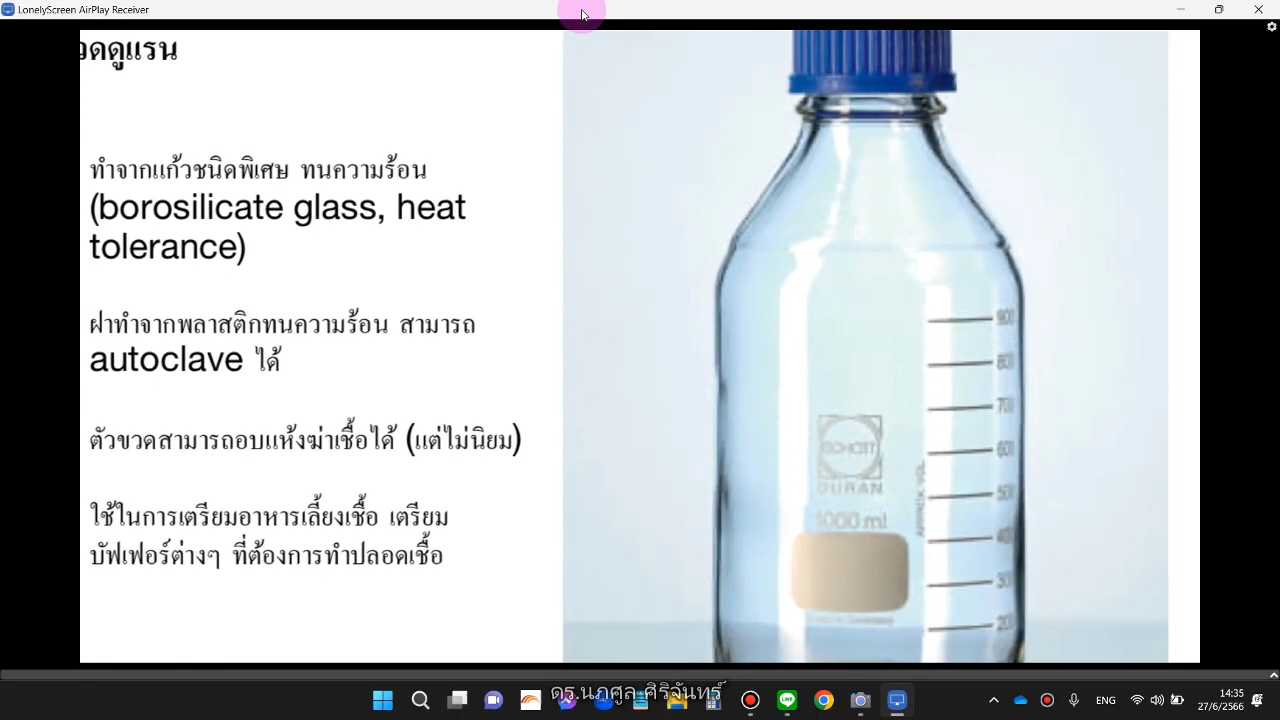 LonelyScreen AirPlay Receiver
วดดูแรน
ทำจากแก้วชนิดพิเศษ ทนความร้อน
(borosilicate glass, heat
tolerance)
ฝาทำจากพลาสติกทนความร้อน สามารถ
autoclave ได้
ตัวขวดสามารถอบแห้งฆ่าเชื้อได้ (แต่ไม่นิยม)
ใช้ในการเตรียมอาหารเลี้ยงเชื้อ เตรียม
บัฟเฟอร์ต่างๆ ที่ต้องการทำปลอดเชื้อ
900
800
700
600
500
400
300
200
APPROX. VOL.
SCHOTT
DURAN
1000 ml
ดร.นภศูล ศิริจันทร์
ENG
14:35
27/6/2566